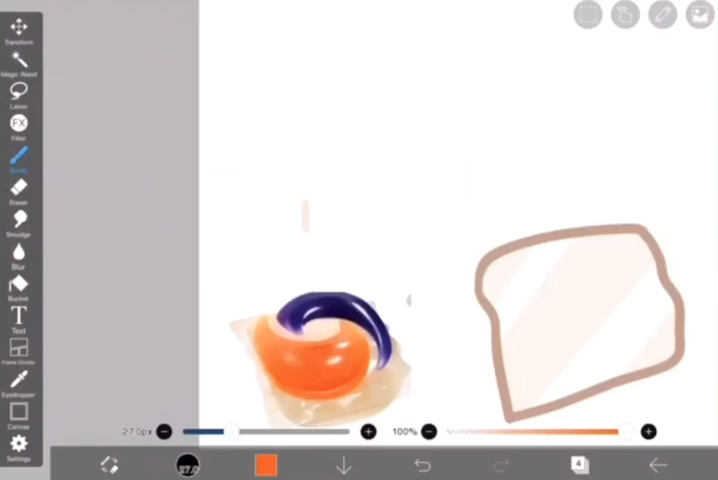 Transform
Magic Wand
Lasso
FX
Filter
Brush
Eraser
Smudge
Blur
Bucket
T
Text
Frame Divider
Eyedropper
Canvas
Settings
27.0px
100%
4